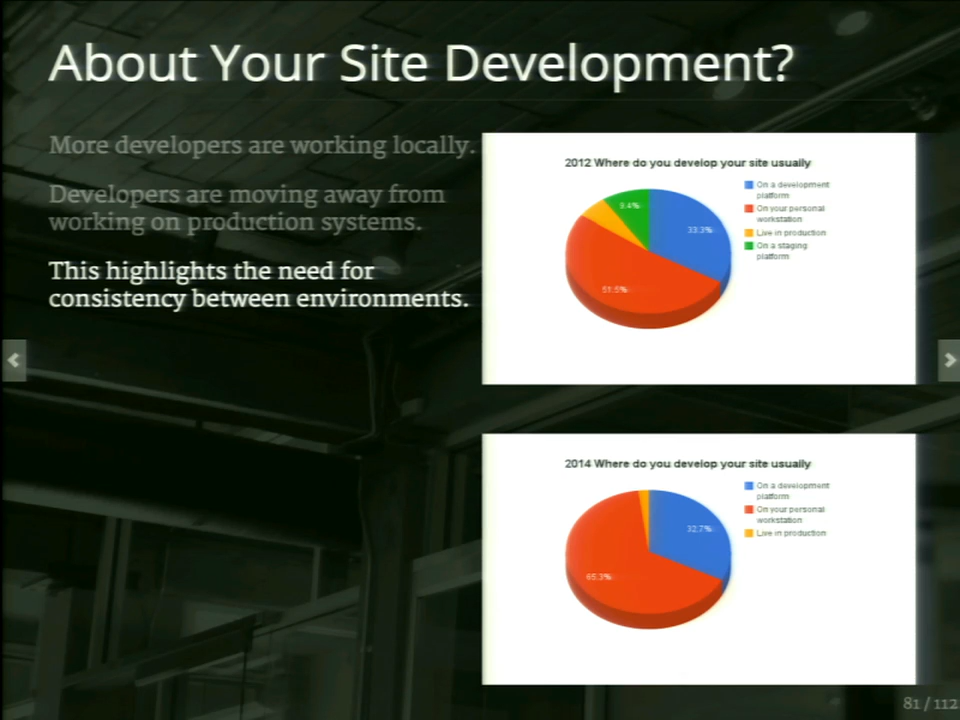 About Your Site Development?
More developers are working locally.
Developers are moving away from
working on production systems.
This highlights the need for
consistency between environments.
2012 Where do you develop your site usually
On a development
platform
On your personal
workstation
Live in production
On a staging
platform
9.4%
33.3%
51.5%
2014 Where do you develop your site usually
On a development
platform
On your personal
workstation
Live in production
32.7%
65.3%
81 / 112